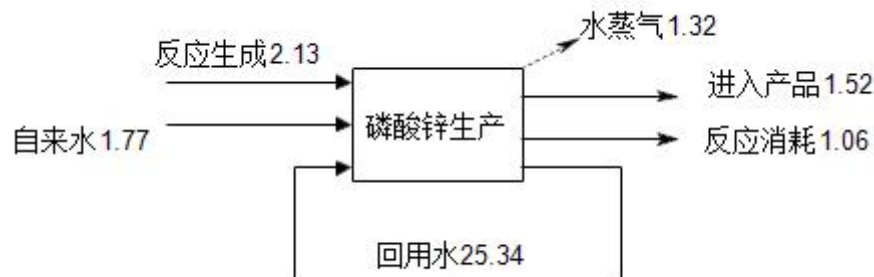 水蒸气1.32
反应生成2.13
进入产品1.52
磷酸锌生产
自来水1.77
反应消耗1.06
回用水25.34